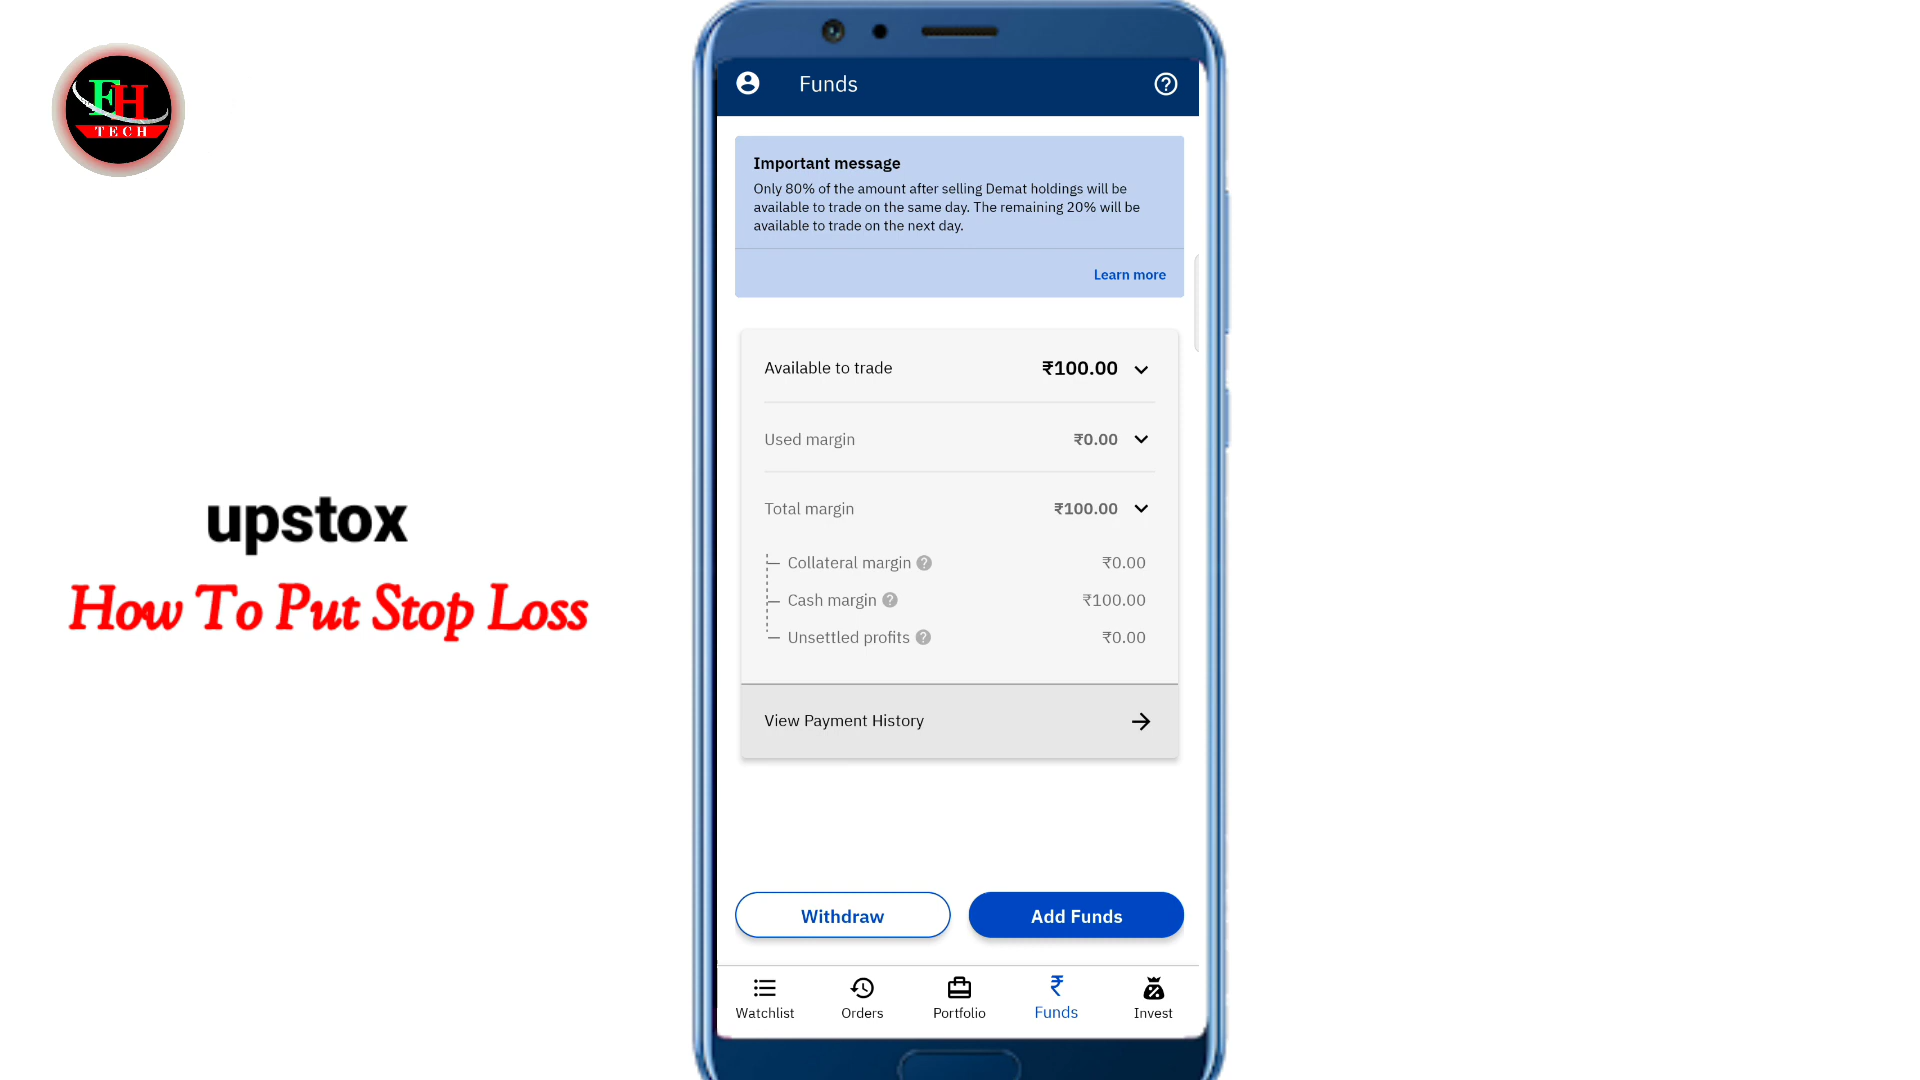 FH
TECH
upstox
How To Put Stop Loss
Funds
Important message
Only 80% of the amount after selling Demat holdings will be
available to trade on the same day. The remaining 20% will be
available to trade on the next day.
Learn more
Available to trade ₹100.00
Used margin ₹0.00
Total margin ₹100.00
Collateral margin ₹0.00
Cash margin ₹100.00
Unsettled profits ₹0.00
View Payment History
Withdraw Add Funds
Watchlist Orders Portfolio Funds Invest